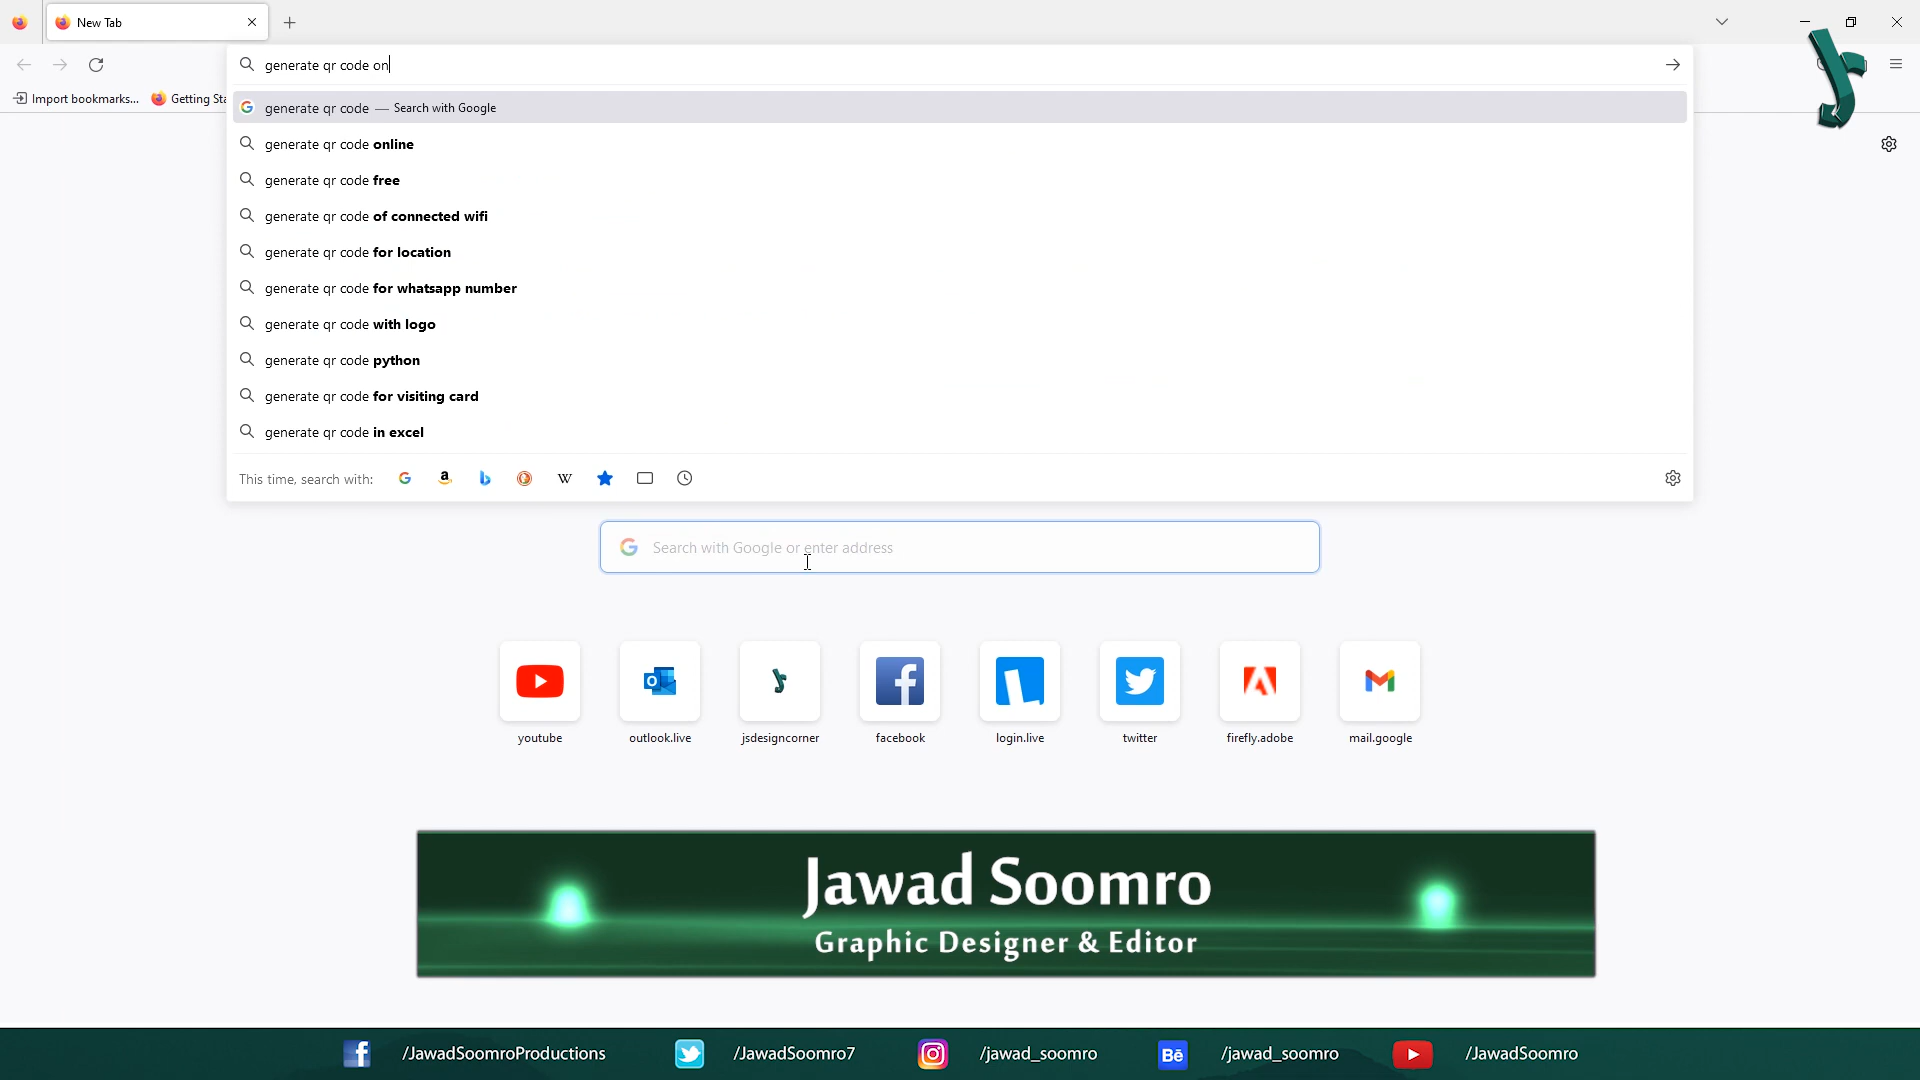 New Tab
generate qr code on
Import bookmarks...
Getting Sta
generate qr code — Search with Google
generate qr code online
generate qr code free
generate qr code of connected wifi
generate qr code for location
generate qr code for whatsapp number
generate qr code with logo
generate qr code python
generate qr code for visiting card
generate qr code in excel
This time, search with:
Search with Google or enter address
youtube
outlook.live
jsdesigncorner
facebook
login.live
twitter
firefly.adobe
mail.google
Jawad Soomro
Graphic Designer & Editor
/JawadSoomroProductions
/JawadSoomro7
/jawad_soomro
Bē
/jawad_soomro
/JawadSoomro